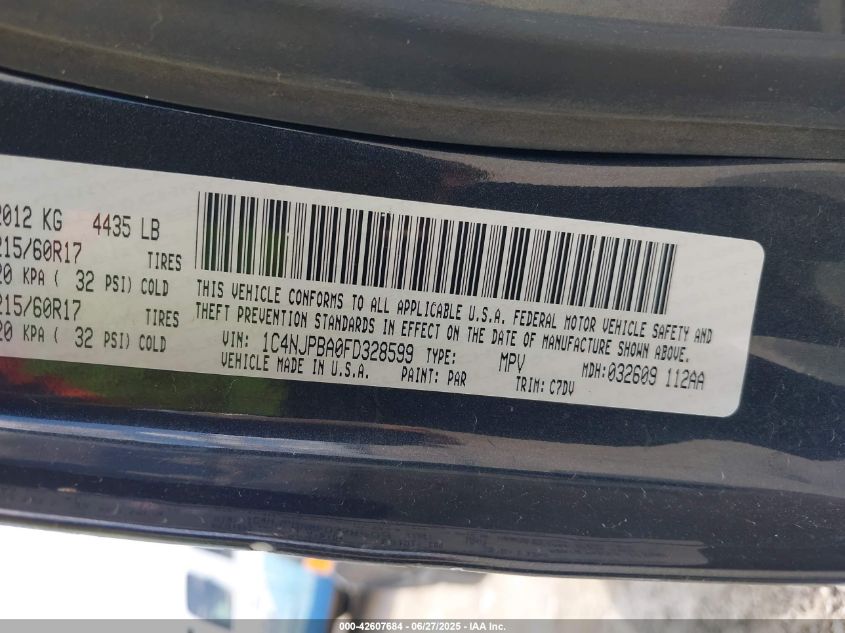 2012 KG 4435 LB
215/60R17 TIRES
20 KPA ( 32 PSI) COLD
215/60R17 TIRES
20 KPA ( 32 PSI) COLD
THIS VEHICLE CONFORMS TO ALL APPLICABLE U.S.A. FEDERAL MOTOR VEHICLE SAFETY AND
THEFT PREVENTION STANDARDS IN EFFECT ON THE DATE OF MANUFACTURE SHOWN ABOVE.
VIN: 1C4NJPBA0FD328599 TYPE: MPV MDH:032609 112AA
VEHICLE MADE IN U.S.A. PAINT: PAR TRIM: C7DV
000-42607684 | 06/27/2025 - IAA Inc.